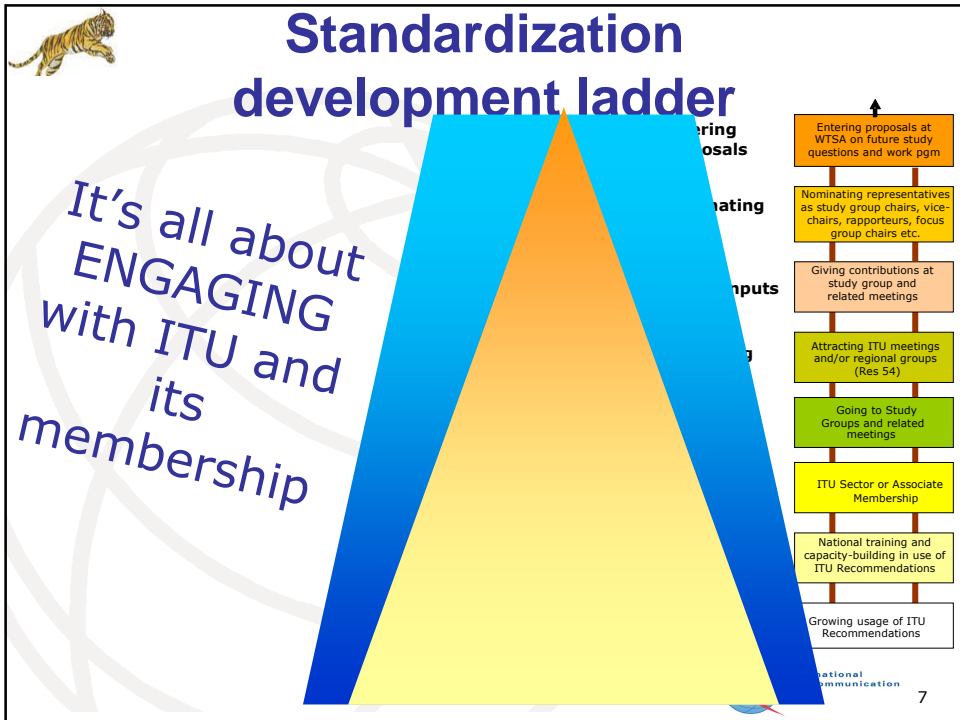 Standardization
development ladder
It's all about
ENGAGING
with ITU and
its
membership
Entering proposals at
WTSA on future study
questions and work pgm
Nominating representatives
as study group chairs, vice-
chairs, rapporteurs, focus
group chairs etc.
Giving contributions at
study group and
related meetings
Attracting ITU meetings
and/or regional groups
(Res 54)
Going to Study
Groups and related
meetings
ITU Sector or Associate
Membership
National training and
capacity-building in use of
ITU Recommendations
Growing usage of ITU
Recommendations
7